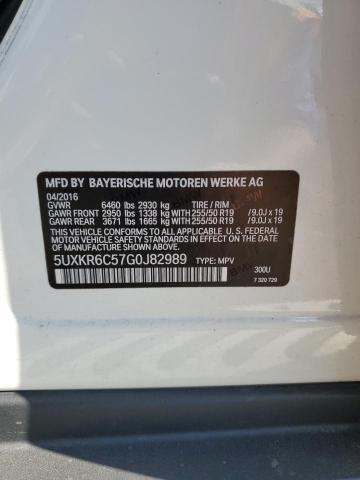 MFD BY BAYERISCHE MOTOREN WERKE AG
04/2016
GVWR 6460 lbs 2930 kg TIRE / RIM
GAWR FRONT 2950 lbs 1338 kg WITH 255/50 R19 /9.0J x 19
GAWR REAR 3671 lbs 1665 kg WITH 255/50 R19 /9.0J x 19
THIS VEHICLE CONFORMS TO ALL APPLICABLE
U.S. FEDERAL MOTOR VEHICLE SAFETY
AND THEFT PREVENTION STANDARDS IN EFFECT ON THE
DATE OF MANUFACTURE SHOWN ABOVE.
5UXKR6C57G0J82989 TYPE: MPV
300U
7 320 729